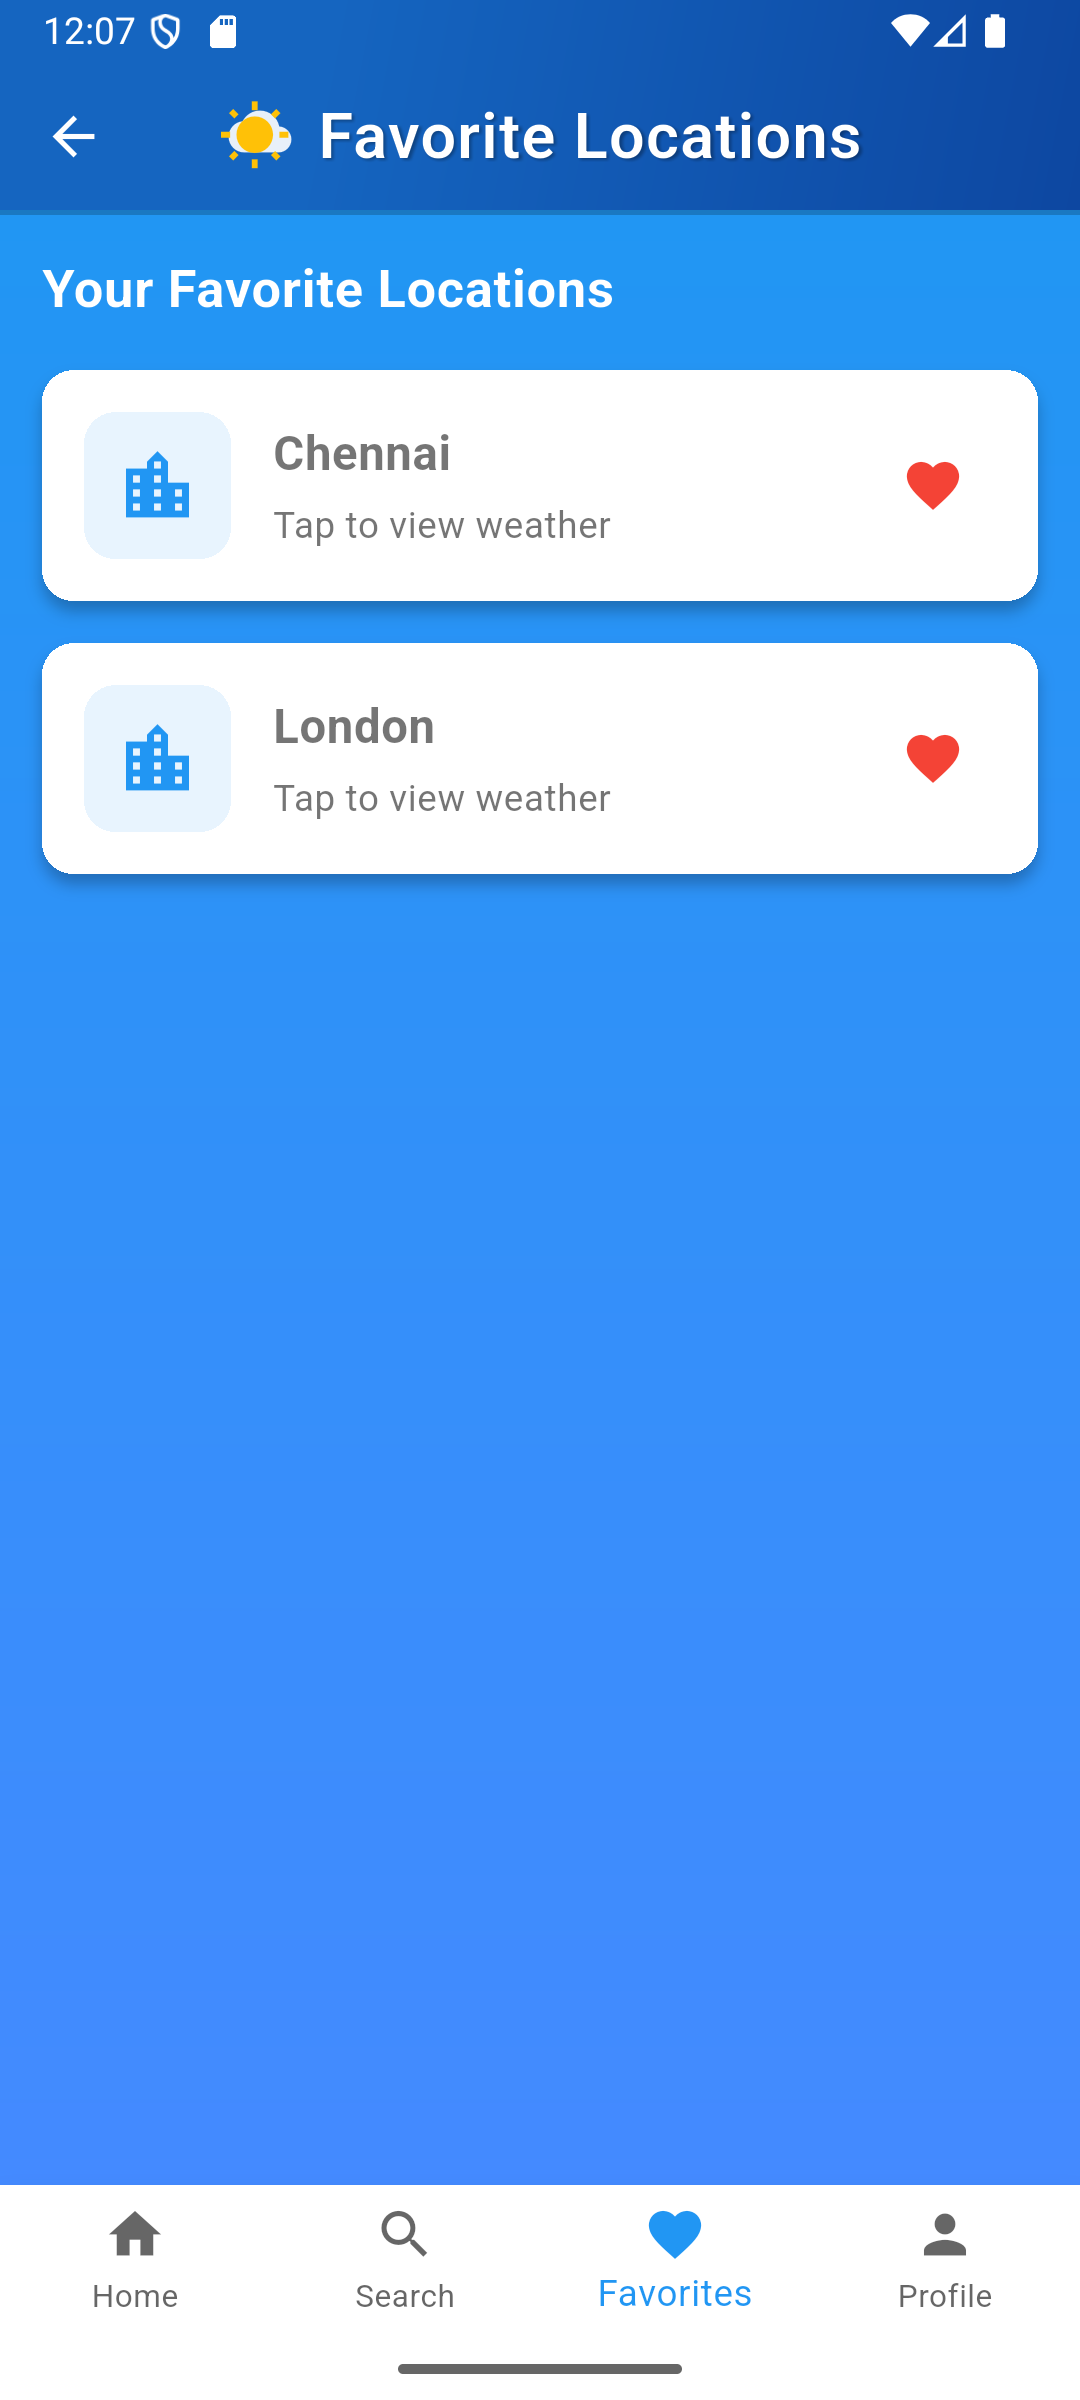 12:07
Favorite Locations
Your Favorite Locations
Chennai
Tap to view weather
London
Tap to view weather
Home
Search
Favorites
Profile